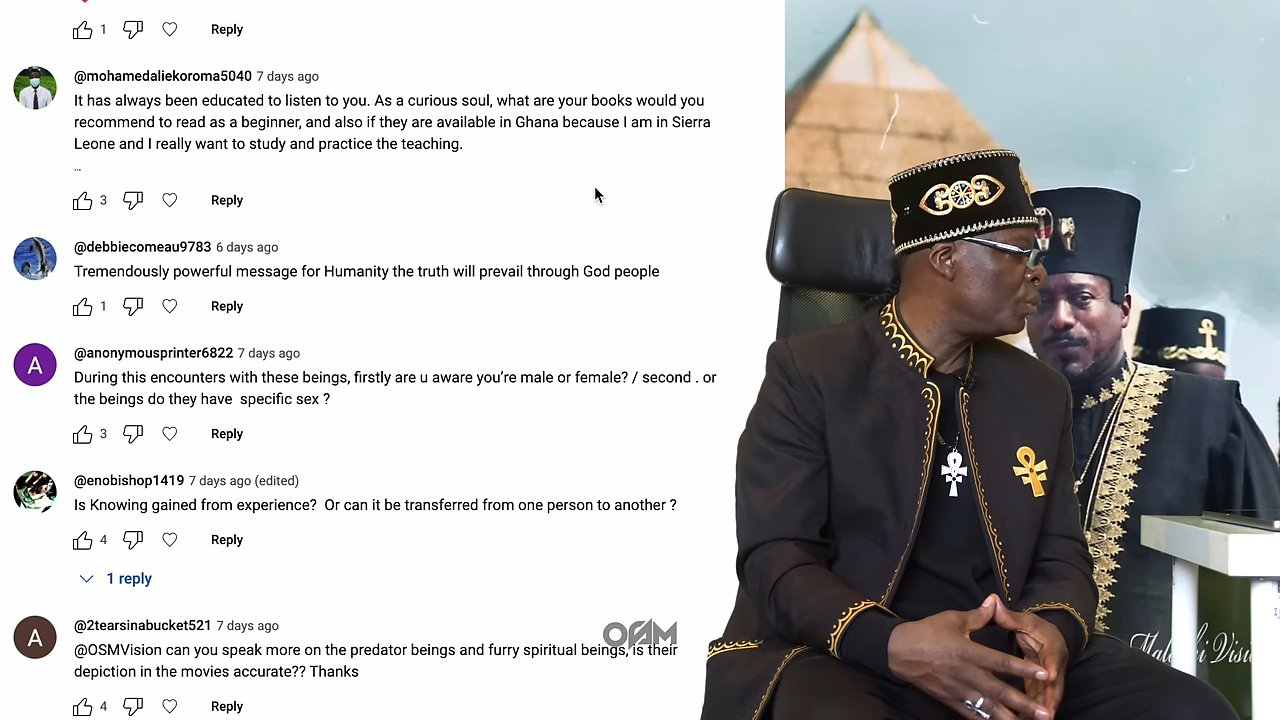 1
Reply
@mohamedaliekoroma5040 7 days ago
It has always been educated to listen to you. As a curious soul, what are your books would you
recommend to read as a beginner, and also if they are available in Ghana because I am in Sierra
Leone and I really want to study and practice the teaching.
...
3
Reply
@debbiecomeau9783 6 days ago
Tremendously powerful message for Humanity the truth will prevail through God people
1
Reply
A
@anonymousprinter6822 7 days ago
During this encounters with these beings, firstly are u aware you're male or female? / second . or
the beings do they have specific sex ?
3
Reply
@enobishop1419 7 days ago (edited)
Is Knowing gained from experience? Or can it be transferred from one person to another ?
4
Reply
1 reply
A
@2tearsinabucket521 7 days ago
@OSMVision can you speak more on the predator beings and furry spiritual beings, is their
depiction in the movies accurate?? Thanks
4
Reply